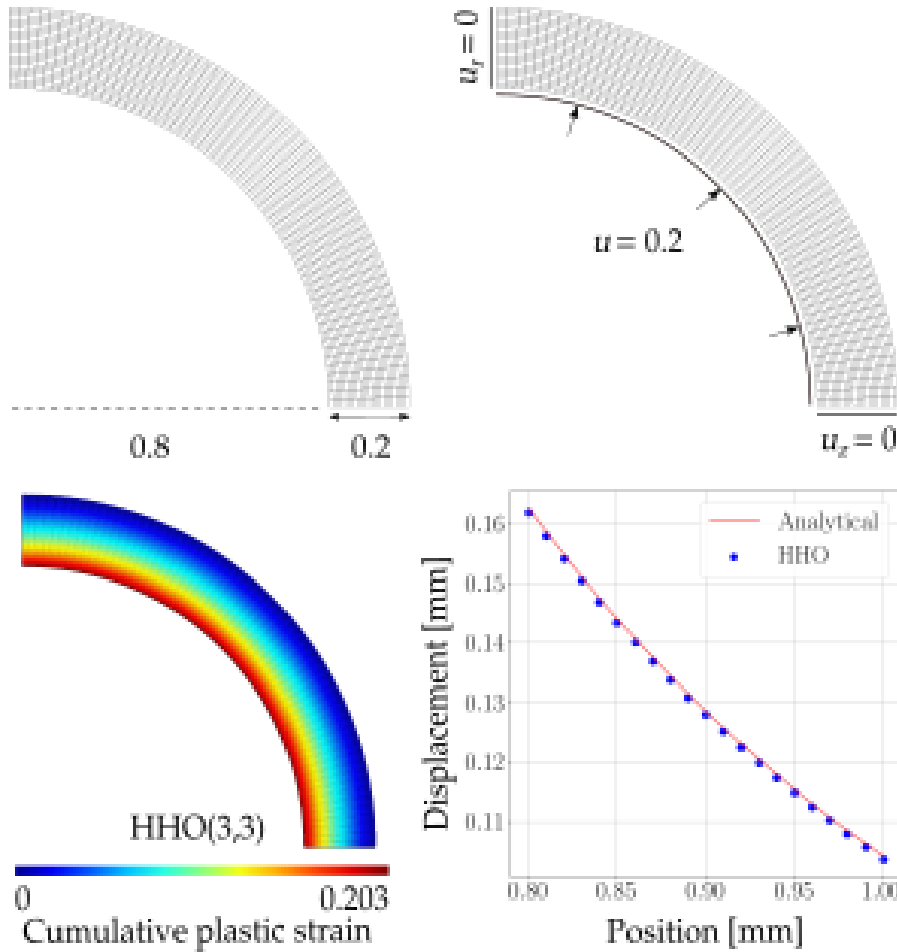 u_r = 0
u = 0.2
0.8
0.2
u_z = 0
HHO(3,3)
0
0.203
Cumulative plastic strain
Analytical
HHO
Displacement [mm]
0.16
0.15
0.14
0.13
0.12
0.11
0.80
0.85
0.90
0.95
1.00
Position [mm]